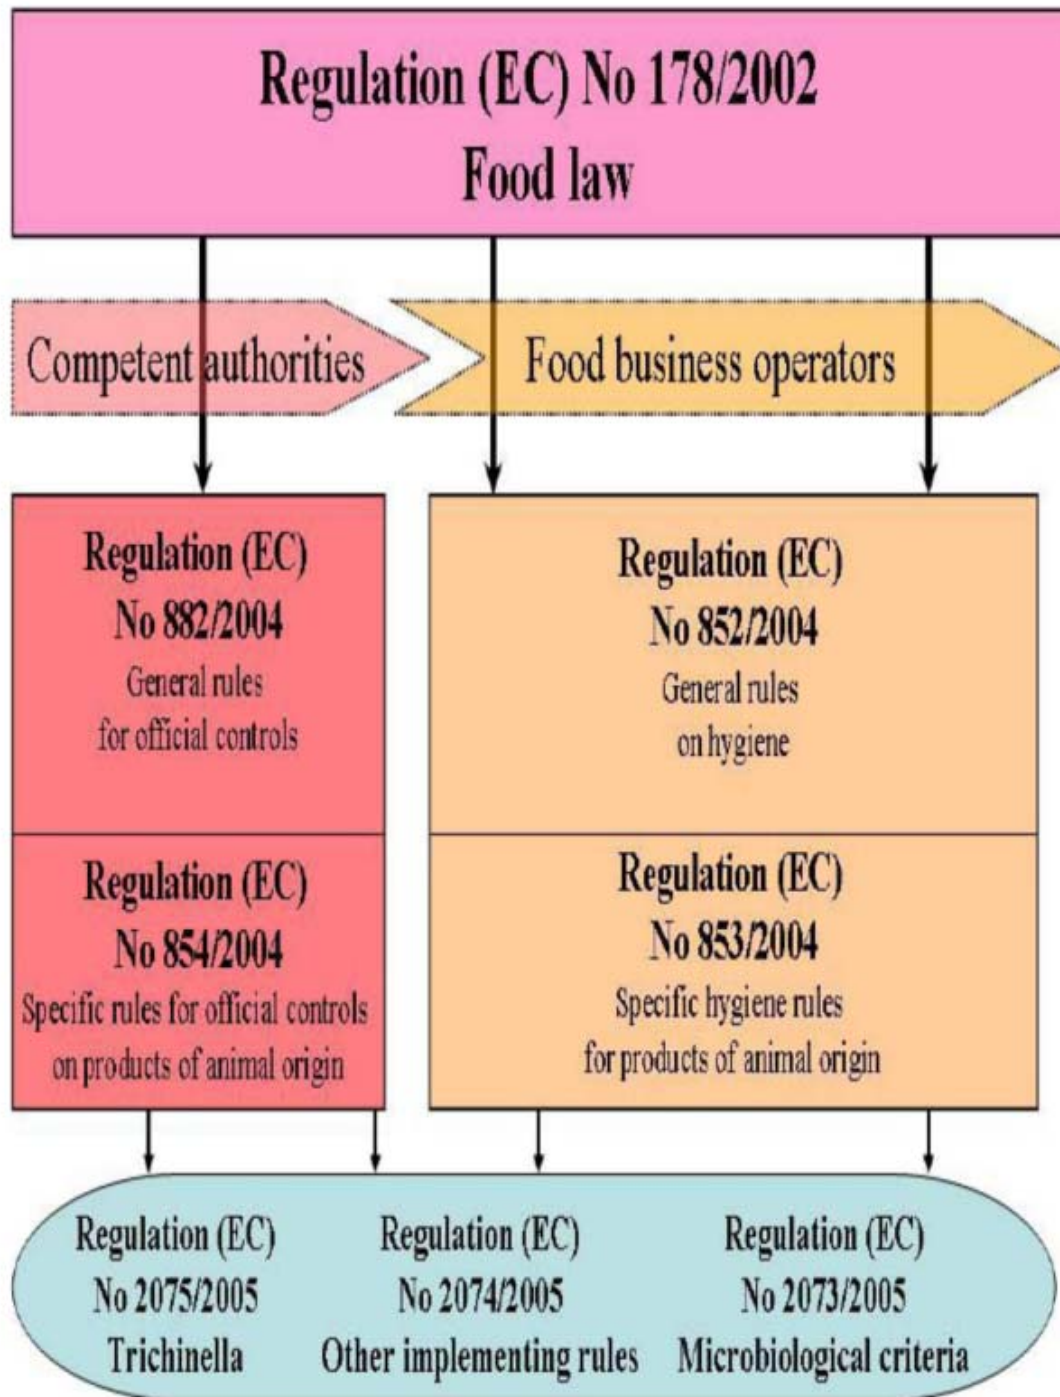 Regulation (EC) No 178/2002
Food law
Competent authorities
Food business operators
Regulation (EC)
No 882/2004
General rules
for official controls
Regulation (EC)
No 852/2004
General rules
on hygiene
Regulation (EC)
No 854/2004
Specific rules for official controls
on products of animal origin
Regulation (EC)
No 853/2004
Specific hygiene rules
for products of animal origin
Regulation (EC)
No 2075/2005
Trichinella
Regulation (EC)
No 2074/2005
Other implementing rules
Regulation (EC)
No 2073/2005
Microbiological criteria